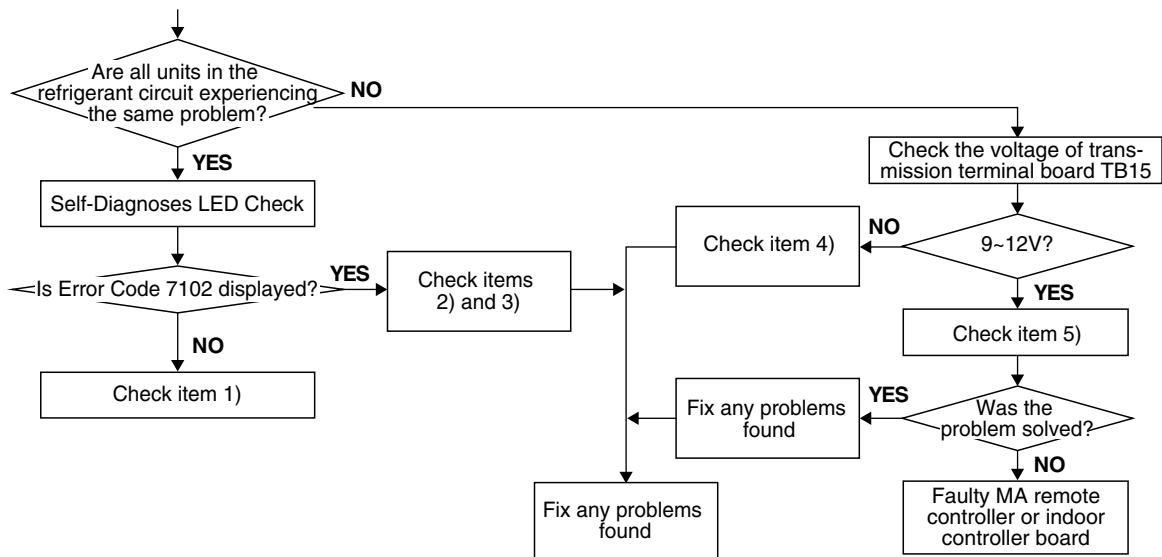 Are all units in the
refrigerant circuit experiencing
the same problem?
NO
YES
Self-Diagnoses LED Check
Is Error Code 7102 displayed?
YES
NO
Check item 1)
Check items
2) and 3)
Check the voltage of trans-
mission terminal board TB15
9~12V?
NO
Check item 4)
YES
Check item 5)
Was the
problem solved?
YES
Fix any problems
found
NO
Faulty MA remote
controller or indoor
controller board
Fix any problems
found